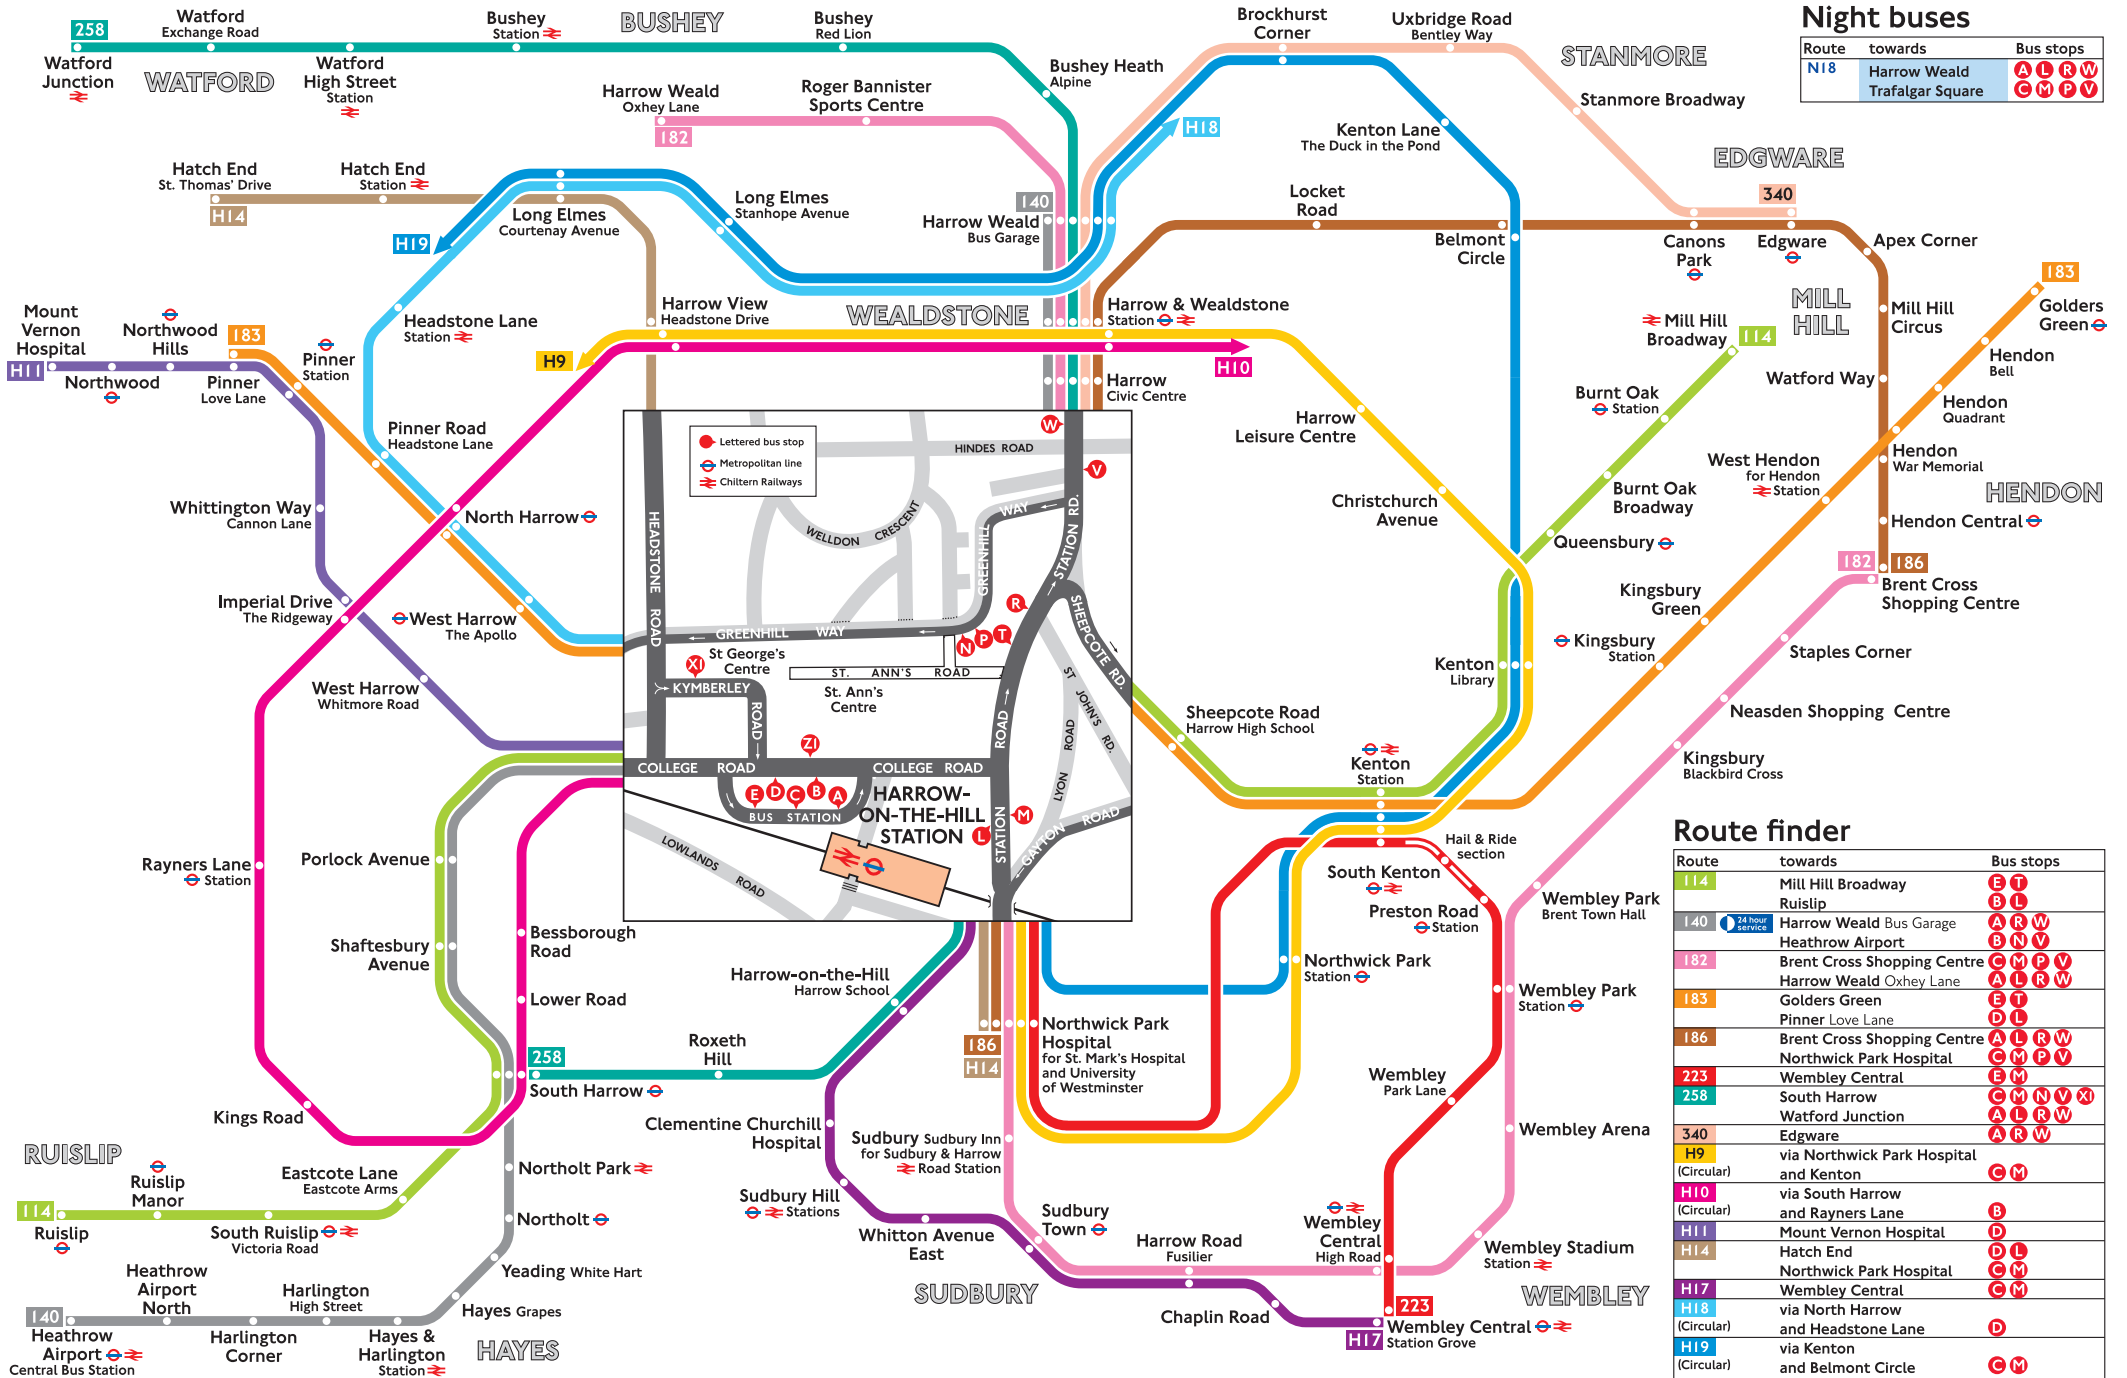 258
Watford
Exchange Road
Bushey
Station
BUSHEY
Bushey
Red Lion
Brockhurst
Corner
Uxbridge Road
Bentley Way
STANMORE
Watford
Junction
WATFORD
Watford
High Street
Station
Bushey Heath
Alpine
Harrow Weald
Oxhey Lane
182
Roger Bannister
Sports Centre
H18
Kenton Lane
The Duck in the Pond
Stanmore Broadway
EDGWARE
Night buses
Route towards Bus stops
N18 Harrow Weald A L R W
Trafalgar Square C M P V
Hatch End
St. Thomas' Drive
H14
Hatch End
Station
H19
Long Elmes
Courtenay Avenue
Long Elmes
Stanhope Avenue
140
Harrow Weald
Bus Garage
Locket
Road
Belmont
Circle
340
Canons
Park
Edgware
Apex Corner
183
Golders
Green
Mount
Vernon
Hospital
Northwood
Hills
183
Pinner
Station
Headstone Lane
Station
Harrow View
Headstone Drive
WEALDSTONE
Harrow & Wealdstone
Station
Mill Hill
Broadway
114
MILL
HILL
Mill Hill
Circus
Hendon
Bell
H11
Northwood
Pinner
Love Lane
H9
H10
Harrow
Civic Centre
Watford Way
Burnt Oak
Station
Hendon
Quadrant
Pinner Road
Headstone Lane
Harrow
Leisure Centre
Hendon
War Memorial
West Hendon
for Hendon
Station
HENDON
Whittington Way
Cannon Lane
North Harrow
Christchurch
Avenue
Burnt Oak
Broadway
Hendon Central
Queensbury
182
186
Brent Cross
Shopping Centre
Imperial Drive
The Ridgeway
West Harrow
The Apollo
Kingsbury
Green
Kingsbury
Station
Staples Corner
Kenton
Library
West Harrow
Whitmore Road
Sheepcote Road
Harrow High School
Neasden Shopping Centre
Kenton
Station
Kingsbury
Blackbird Cross
W
Lettered bus stop
Metropolitan line
Chiltern Railways
HINDES ROAD
V
HEADSTONE ROAD
WELLDON CRESCENT
GREENHILL WAY
STATION RD.
R
SHEEPCOTE RD.
GREENHILL WAY
N
P
T
St George's
Centre
X1
KYMBERLEY
ROAD
ST. ANN'S ROAD
St. Ann's
Centre
ST JOHN'S RD.
LYON ROAD
STATION ROAD
Z1
COLLEGE ROAD
COLLEGE ROAD
E
D
C
B
A
BUS STATION
HARROW-
ON-THE-HILL
STATION
L
M
GAYTON ROAD
LOWLANDS ROAD
Rayners Lane
Station
Porlock Avenue
Hail & Ride
section
South Kenton
Preston Road
Station
Wembley Park
Brent Town Hall
Shaftesbury
Avenue
Bessborough
Road
Harrow-on-the-Hill
Harrow School
Northwick Park
Station
Wembley Park
Station
Lower Road
Northwick Park
Hospital
for St. Mark's Hospital
and University
of Westminster
186
H14
Roxeth
Hill
258
South Harrow
Wembley
Park Lane
Kings Road
Clementine Churchill
Hospital
Sudbury Sudbury Inn
for Sudbury & Harrow
Road Station
Wembley Arena
RUISLIP
Ruislip
Manor
Eastcote Lane
Eastcote Arms
Northolt Park
Sudbury Hill
Stations
Sudbury
Town
Wembley
Central
High Road
114
Ruislip
South Ruislip
Victoria Road
Northolt
Whitton Avenue
East
Harrow Road
Fusilier
Wembley Stadium
Station
Heathrow
Airport
North
Harlington
High Street
Yeading White Hart
SUDBURY
WEMBLEY
140
Hayes Grapes
Chaplin Road
223
Heathrow
Airport
Central Bus Station
Harlington
Corner
Hayes &
Harlington
Station
HAYES
H17
Wembley Central
Station Grove
Route finder
Route towards Bus stops
114 Mill Hill Broadway E T
Ruislip B L
140 24 hour service Harrow Weald Bus Garage A R W
Heathrow Airport B N V
182 Brent Cross Shopping Centre C M P V
Harrow Weald Oxhey Lane A L R W
183 Golders Green E T
Pinner Love Lane D L
186 Brent Cross Shopping Centre A L R W
Northwick Park Hospital C M P V
223 Wembley Central E M
258 South Harrow C M N V X1
Watford Junction A L R W
340 Edgware A R W
H9 via Northwick Park Hospital
(Circular) and Kenton C M
H10 via South Harrow
(Circular) and Rayners Lane B
H11 Mount Vernon Hospital D
H14 Hatch End D L
Northwick Park Hospital C M
H17 Wembley Central C M
H18 via North Harrow
(Circular) and Headstone Lane D
H19 via Kenton
(Circular) and Belmont Circle C M